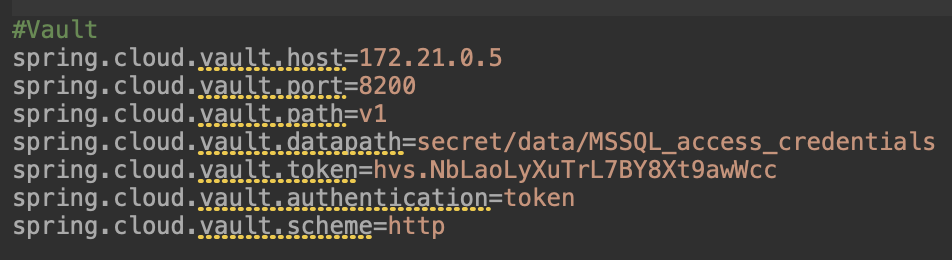 #Vault
spring.cloud.vault.host=172.21.0.5
spring.cloud.vault.port=8200
spring.cloud.vault.path=v1
spring.cloud.vault.datapath=secret/data/MSSQL_access_credentials
spring.cloud.vault.token=hvs.NbLaoLyXuTrL7BY8Xt9awWcc
spring.cloud.vault.authentication=token
spring.cloud.vault.scheme=http